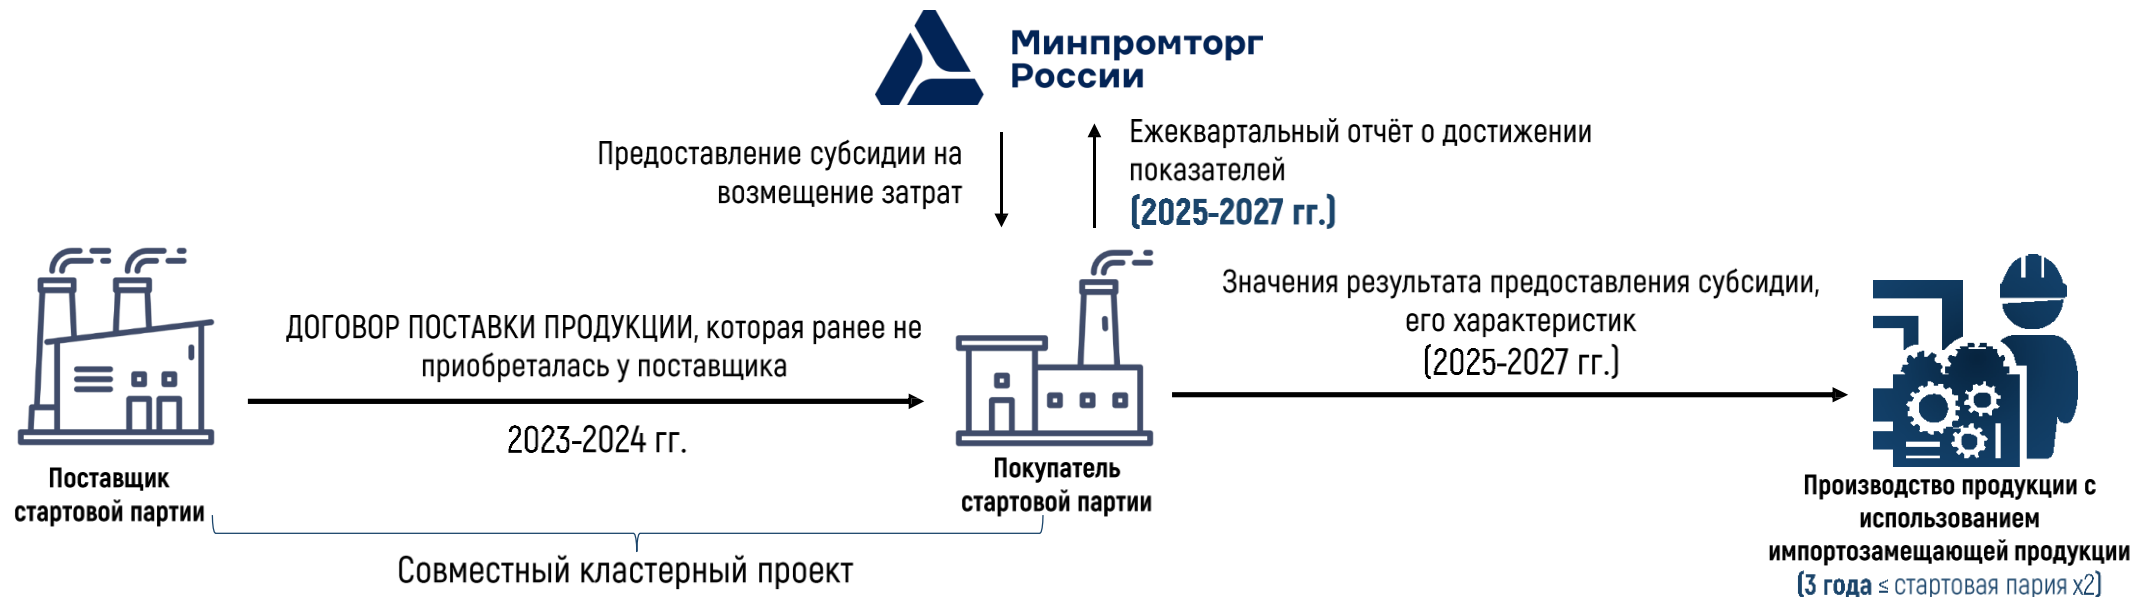 Минпромторг
России
Предоставление субсидии на
возмещение затрат
Ежеквартальный отчёт о достижении
показателей
(2025-2027 гг.)
ДОГОВОР ПОСТАВКИ ПРОДУКЦИИ, которая ранее не
приобреталась у поставщика
2023-2024 гг.
Значения результата предоставления субсидии,
его характеристик
(2025-2027 гг.)
Поставщик
стартовой партии
Покупатель
стартовой партии
Совместный кластерный проект
Производство продукции с
использованием
импортозамещающей продукции
(3 года ≤ стартовая пария х2)